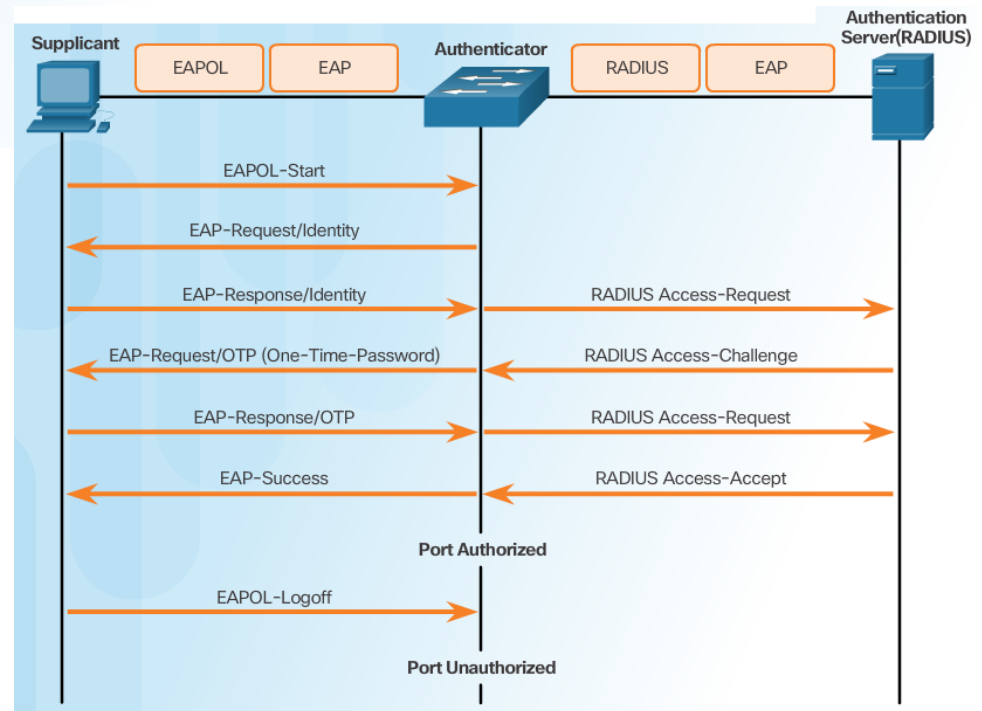 Authentication
Server(RADIUS)
Supplicant
Authenticator
EAPOL
EAP
RADIUS
EAP
EAPOL-Start
EAP-Request/Identity
EAP-Response/Identity
RADIUS Access-Request
EAP-Request/OTP (One-Time-Password)
RADIUS Access-Challenge
EAP-Response/OTP
RADIUS Access-Request
EAP-Success
RADIUS Access-Accept
Port Authorized
EAPOL-Logoff
Port Unauthorized